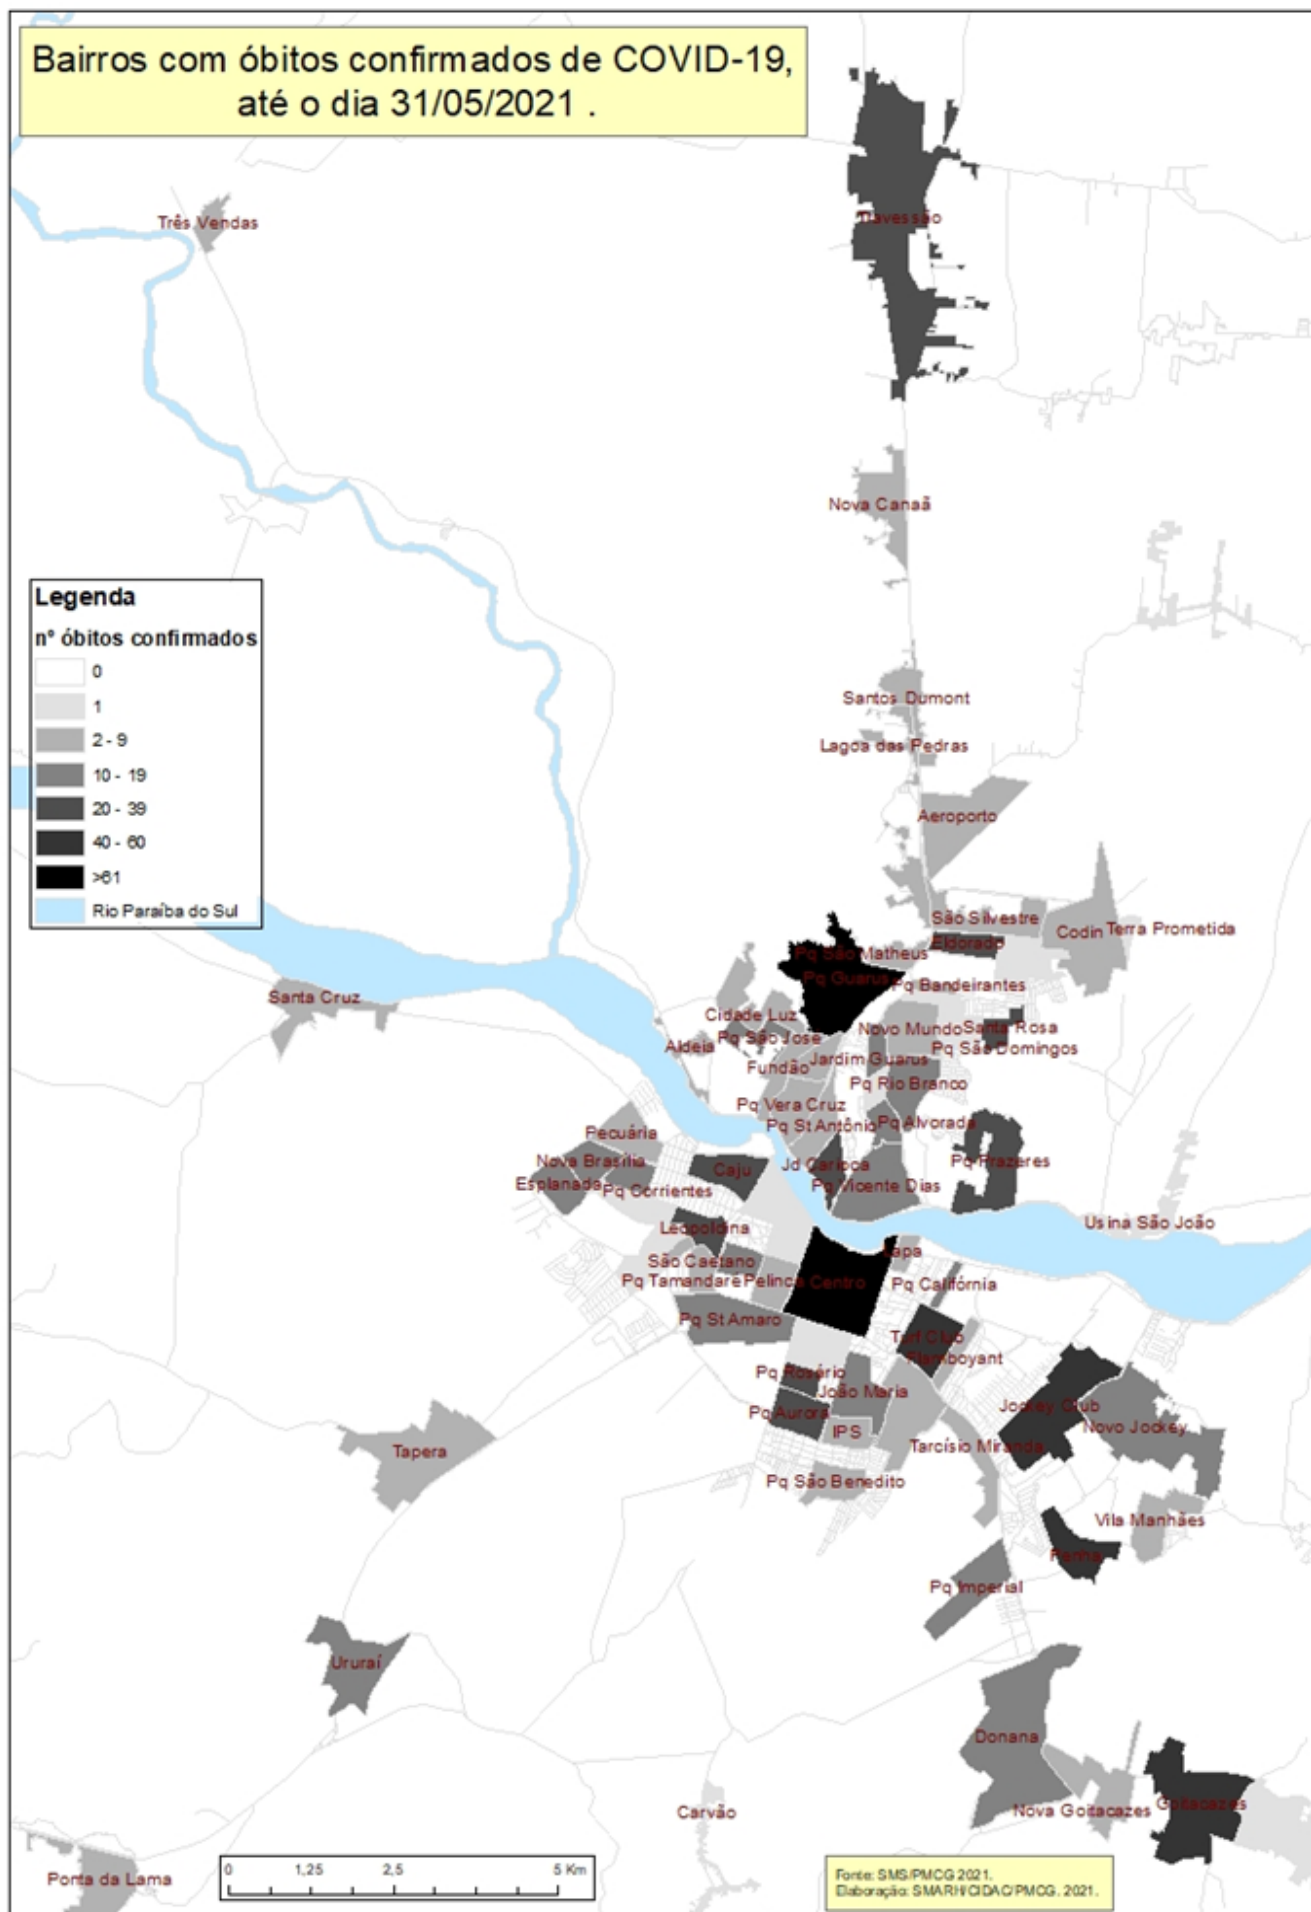 Bairros com óbitos confirmados de COVID-19,
até o dia 31/05/2021 .
Três Vendas
Travessão
Nova Canaã
Legenda
nº óbitos confirmados
0
1
2 - 9
10 - 19
20 - 39
40 - 60
>61
Rio Paraíba do Sul
Santos Dumont
Lagoa das Pedras
Aeroporto
São Silvestre
Codin
Terra Prometida
Eldorado
Pq São Matheus
Pq Guarus
Pq Bandeirantes
Santa Cruz
Cidade Luz
Novo Mundo
Santa Rosa
Pq São José
Pq São Domingos
Aldeia
Jardim Guarus
Fundão
Pq Rio Branco
Pq Vera Cruz
Pq St Antônio
Pq Alvorada
Pecuária
Nova Brasília
Caju
Jd Carioca
Pq Prazeres
Esplanada
Pq Corrientes
Pq Vicente Dias
Leopoldina
Usina São João
São Caetano
Lapa
Pq Tamandaré
Pelinca
Centro
Pq Califórnia
Pq St Amaro
Turf Club
Flamboyant
Pq Rosário
João Maria
Jockey Club
Pq Aurora
Novo Jockey
IPS
Tarcísio Miranda
Tapera
Pq São Benedito
Vila Manhães
Penha
Pq Imperial
Ururaí
Donana
Carvão
Nova Goitacazes
Goitacazes
Ponta da Lama
0 1,25 2,5 5 Km
Fonte: SMS/PMCG 2021.
Elaboração: SMARH/CIDAC/PMCG. 2021.